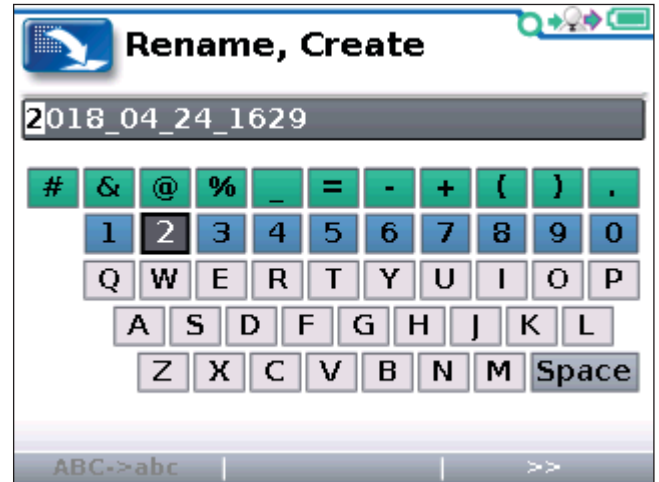 Rename, Create
2018_04_24_1629
# & @ % _ = - + ( ) .
1 2 3 4 5 6 7 8 9 0
Q W E R T Y U I O P
A S D F G H J K L
Z X C V B N M Space
ABC->abc >>